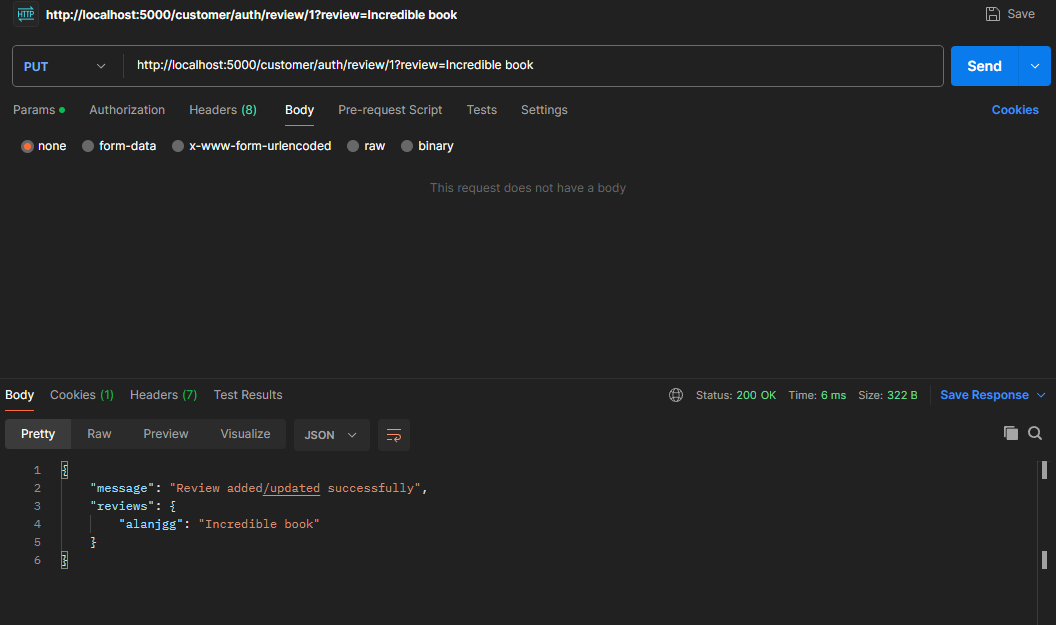 HTTP http://localhost:5000/customer/auth/review/1?review=Incredible book Save
PUT http://localhost:5000/customer/auth/review/1?review=Incredible book Send
Params Authorization Headers (8) Body Pre-request Script Tests Settings Cookies
none form-data x-www-form-urlencoded raw binary
This request does not have a body
Body Cookies (1) Headers (7) Test Results Status: 200 OK Time: 6 ms Size: 322 B Save Response
Pretty Raw Preview Visualize JSON
1 {
2 "message": "Review added/updated successfully",
3 "reviews": {
4 "alanjgg": "Incredible book"
5 }
6 }